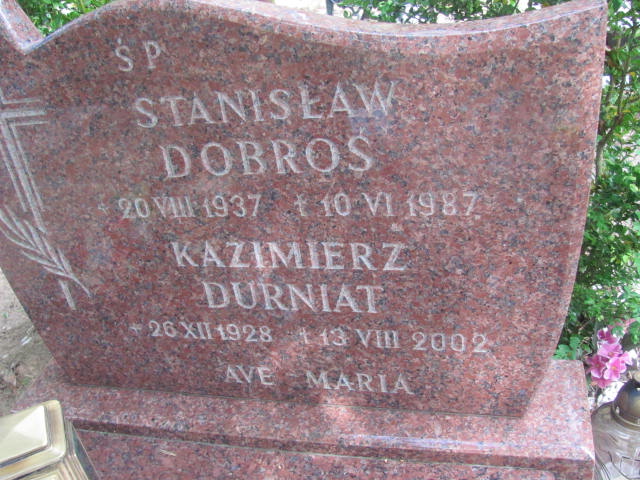 ŚP
STANISŁAW
DOBROŚ
* 20 VIII 1937 † 10 VI 1987
KAZIMIERZ
DURNIAT
* 26 XII 1928 † 13 VIII 2002
AVE MARIA